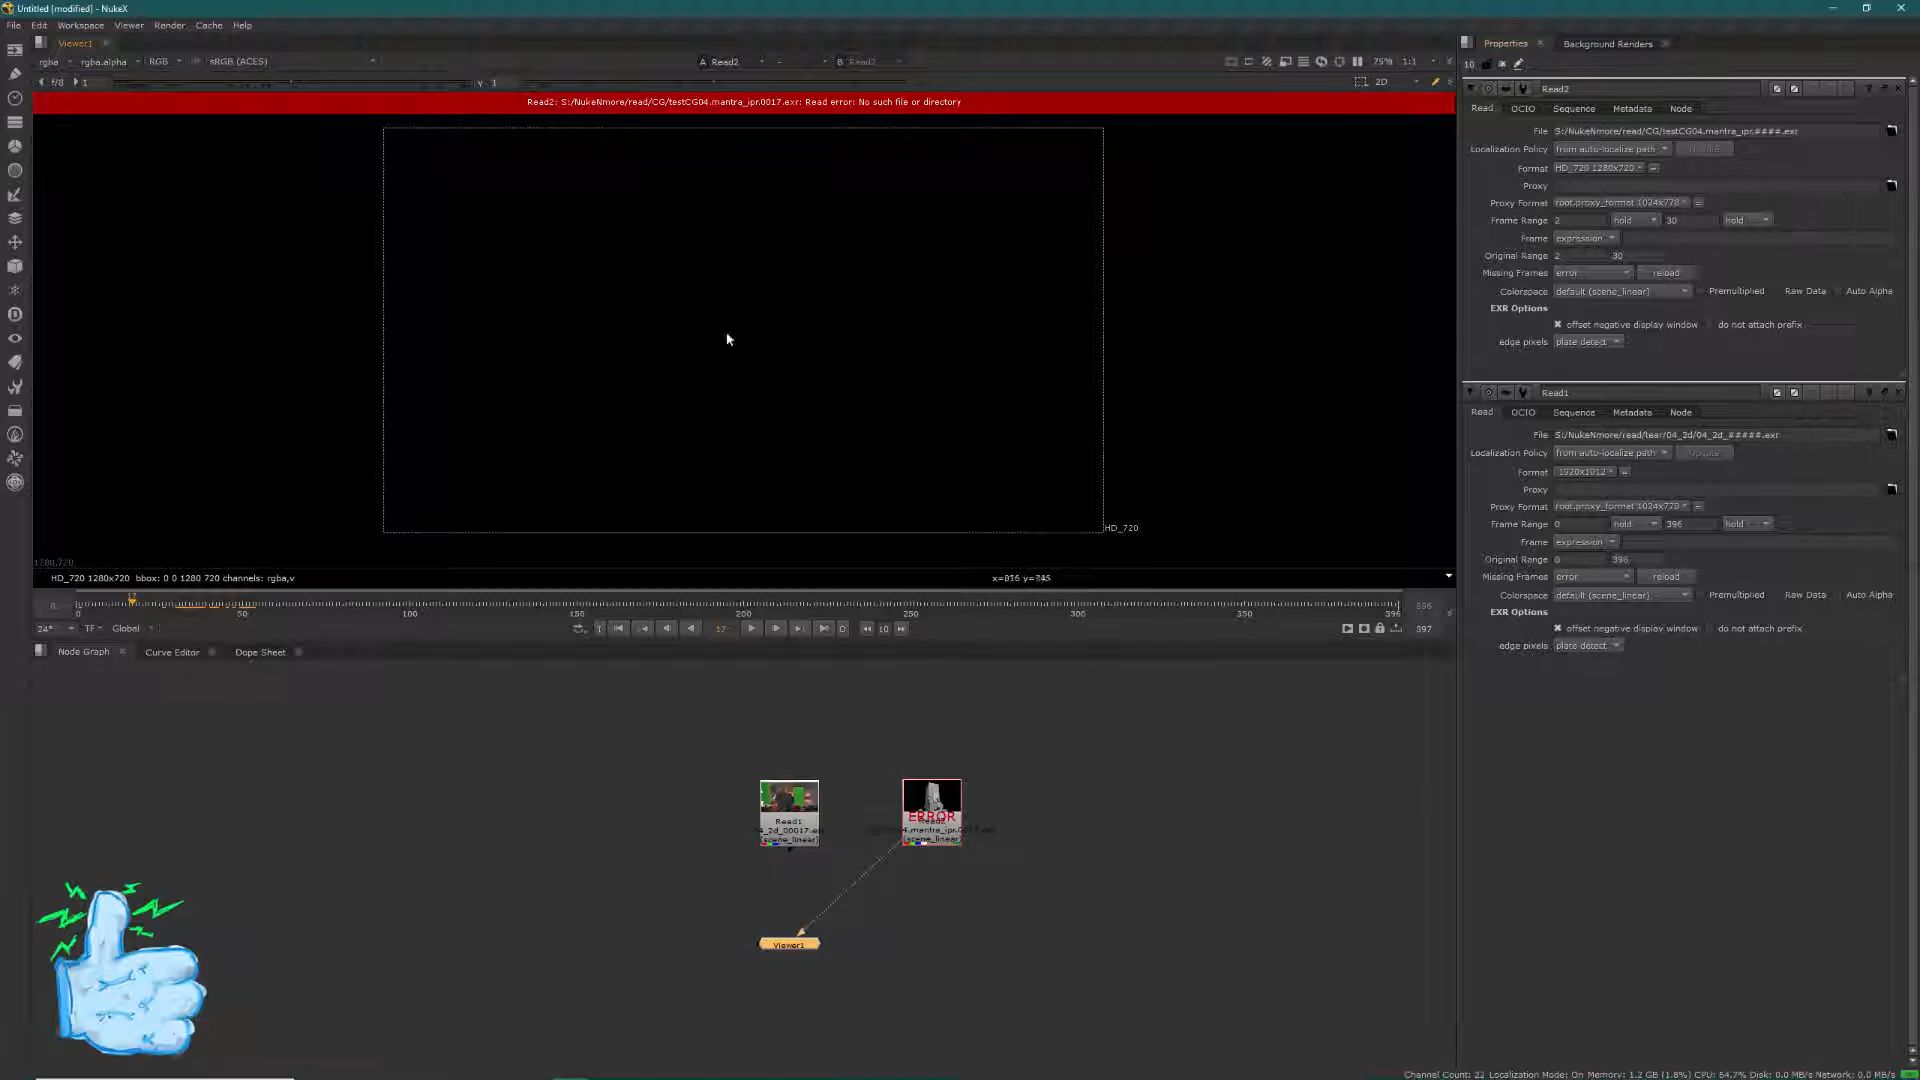 Untitled [modified] - NukeX
File Edit Workspace Viewer Render Cache Help
Viewer1
rgba rgba.alpha RGB sRGB (ACES) A Read2 - B Read2 75% 1:1
f/8 1 Y 1 2D
Read2: S:/NukeNmore/read/CG/testCG04.mantra_ipr.0017.exr: Read error: No such file or directory
HD_720
1280,720
HD_720 1280x720 bbox: 0 0 1280 720 channels: rgba,v
0 0 50 100 150 200 250 300 350 396 396
17
24* TF Global 17 10 397
Node Graph Curve Editor Dope Sheet
Read1
(scene_linear)
ERROR
(scene_linear)
Viewer1
Properties Background Renders
10
Read2
Read OCIO Sequence Metadata Node
File S:/NukeNmore/read/CG/testCG04.mantra_ipr.####.exr
Localization Policy from auto-localize path
Format HD_720 1280x720
Proxy
Proxy Format root.proxy_format 1024x778
Frame Range 2 hold 30 hold
Frame expression
Original Range 2 30
Missing Frames error reload
Colorspace default (scene_linear) Premultiplied Raw Data Auto Alpha
EXR Options
offset negative display window do not attach prefix
edge pixels plate detect
Read1
Read OCIO Sequence Metadata Node
File S:/NukeNmore/read/tear/04_2d/04_2d_#####.exr
Localization Policy from auto-localize path Update
Format 1920x1012
Proxy
Proxy Format root.proxy_format 1024x778
Frame Range 0 hold 396 hold
Frame expression
Original Range 0 396
Missing Frames error reload
Colorspace default (scene_linear) Premultiplied Raw Data Auto Alpha
EXR Options
offset negative display window do not attach prefix
edge pixels plate detect
Channel Count: 22 Localization Mode: On Memory: 1.2 GB (1.8%) CPU: 54.7% Disk: 0.0 MB/s Network: 0.0 MB/s